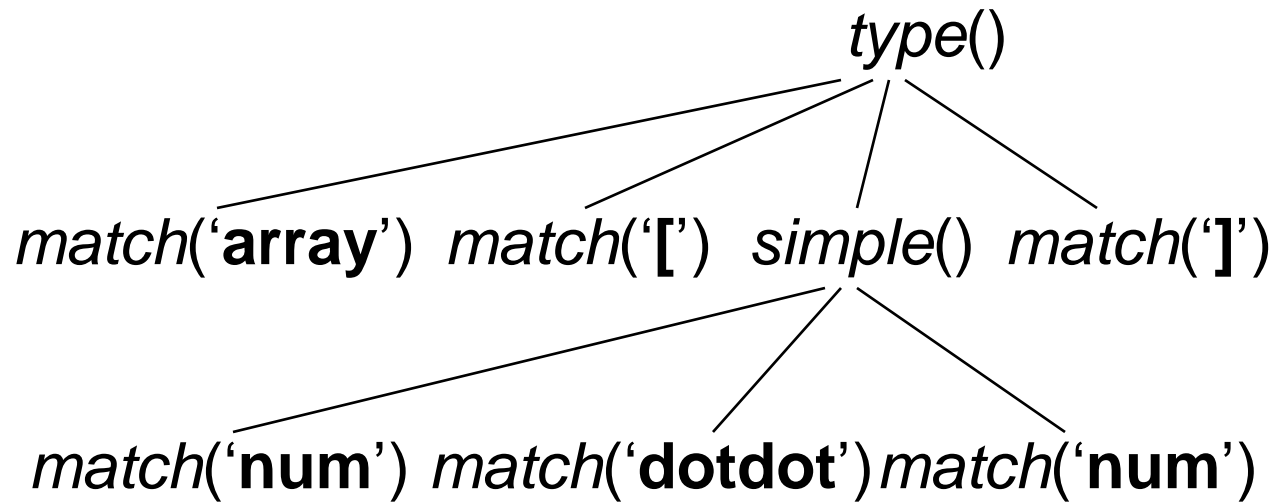 type()
match(‘array’) match(‘[’) simple() match(‘]’)
match(‘num’) match(‘dotdot’) match(‘num’)